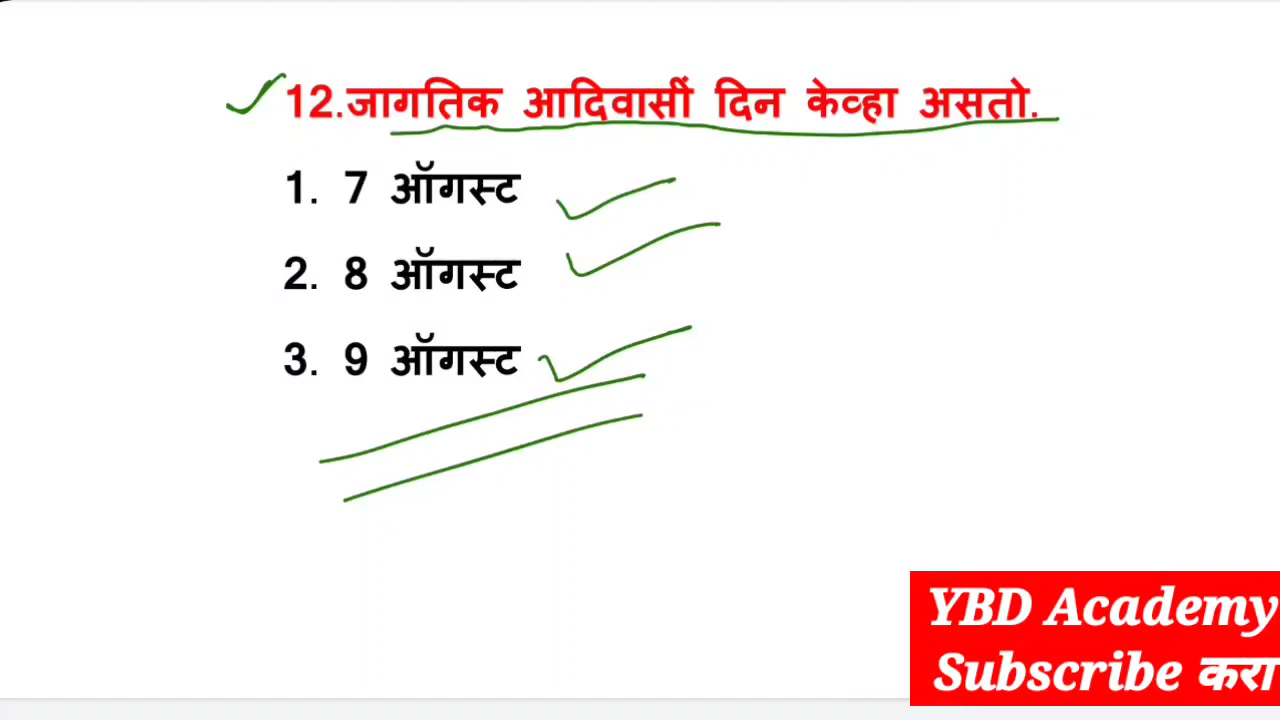 12.जागतिक आदिवासीं दिन केव्हा असतो.
1. 7 ऑगस्ट
2. 8 ऑगस्ट
3. 9 ऑगस्ट
YBD Academy
Subscribe करा